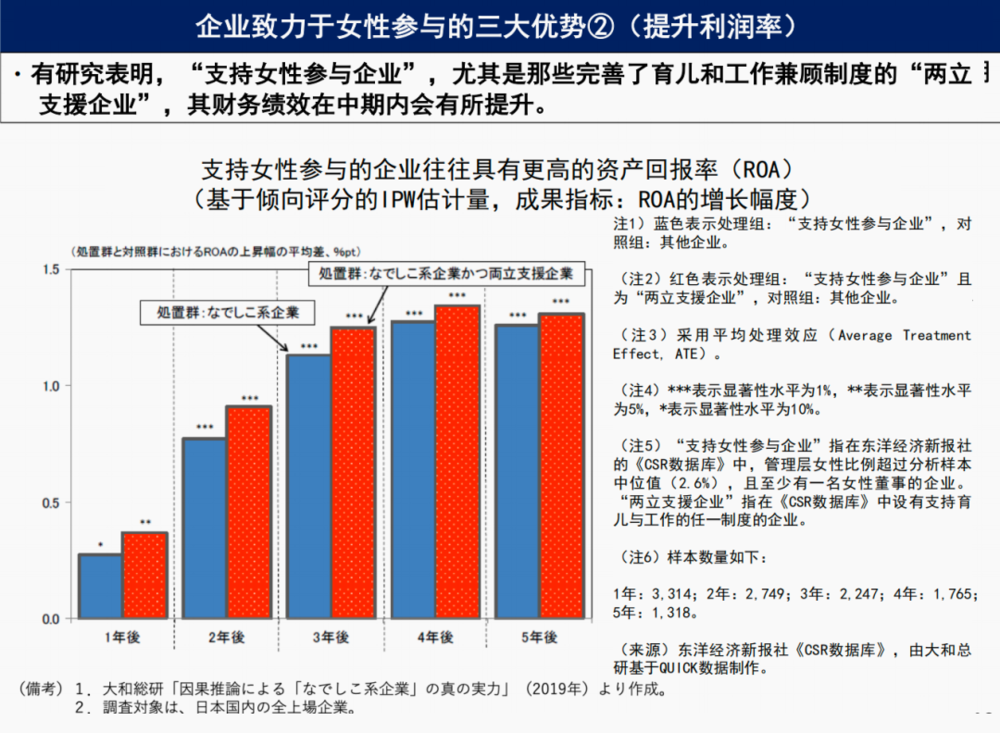 企业致力于女性参与的三大优势②（提升利润率）
・有研究表明，“支持女性参与企业”，尤其是那些完善了育儿和工作兼顾制度的“两立
支援企业”，其财务绩效在中期内会有所提升。
支持女性参与的企业往往具有更高的资产回报率（ROA）
（基于倾向评分的IPW估计量，成果指标：ROA的增长幅度）
（処置群と対照群におけるROAの上昇幅の平均差、%pt）
1.5
1.0
0.5
0.0
処置群：なでしこ系企業かつ両立支援企業
処置群：なでしこ系企業
*
**
***
***
***
***
***
***
***
***
1年後
2年後
3年後
4年後
5年後
注1）蓝色表示处理组：“支持女性参与企业”，对
照组：其他企业。
（注2）红色表示处理组：“支持女性参与企业”且
为“两立支援企业”，对照组：其他企业。
（注3）采用平均处理效应（Average Treatment
Effect, ATE）。
（注4）***表示显著性水平为1%，**表示显著性水平
为5%，*表示显著性水平为10%。
（注5）“支持女性参与企业”指在东洋经济新报社
的《CSR数据库》中，管理层女性比例超过分析样本
中位值（2.6%），且至少有一名女性董事的企业。
“两立支援企业”指在《CSR数据库》中设有支持育
儿与工作的任一制度的企业。
（注6）样本数量如下：
1年：3,314；2年：2,749；3年：2,247；4年：1,765；
5年：1,318。
（来源）东洋经济新报社《CSR数据库》，由大和总
研基于QUICK数据制作。
（備考）１．大和総研「因果推論による「なでしこ系企業」の真の実力」（2019年）より作成。
２．調査対象は、日本国内の全上場企業。